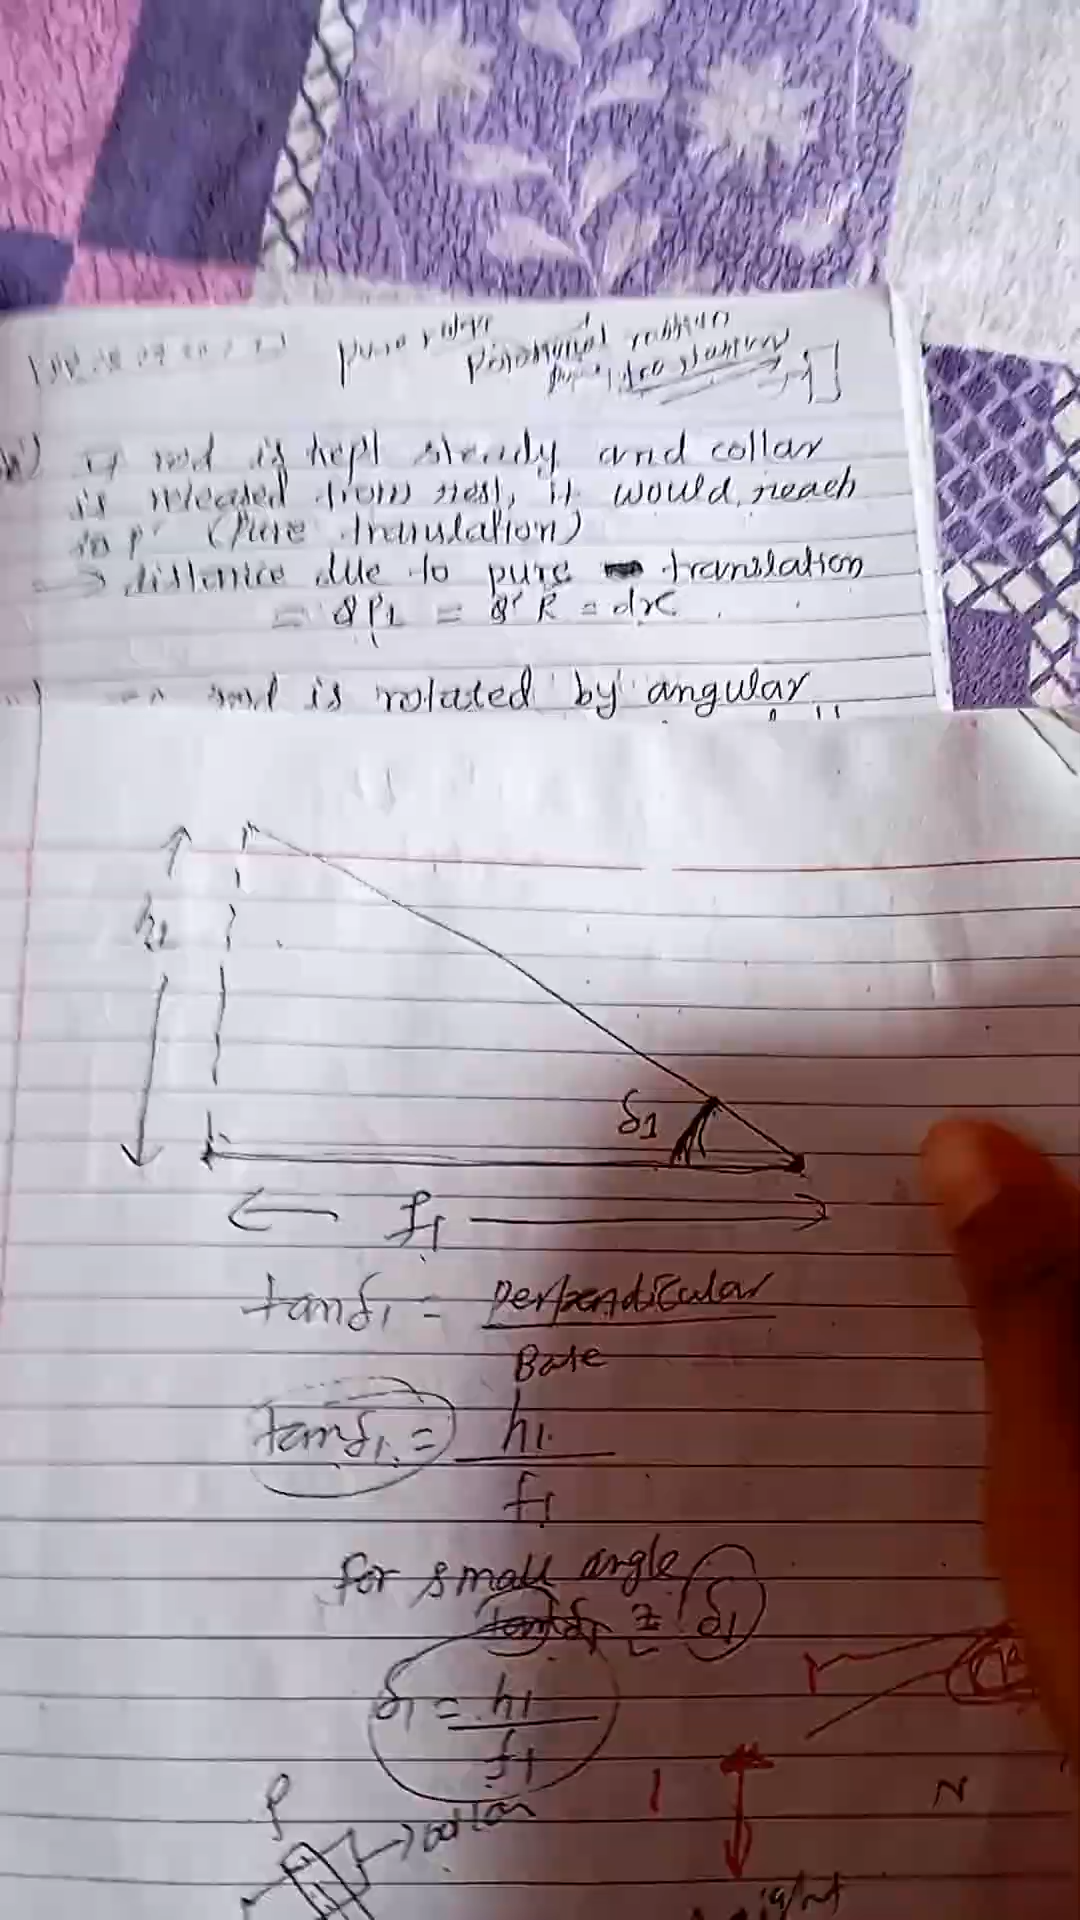 pure
rotation
if rod is kept steady and collar
is released from rest, it would reach
to p' (Pure translation)
→ distance due to pure translation
= = Q'R = dx
rod is rotated by angular
h1
δ1
f1
tanδ1 = perpendicular
Base
tanδ1 = h1
f1
for small angle
tanδ1 ≈ δ1
δ1 = h1
f1
P
→ collar
N